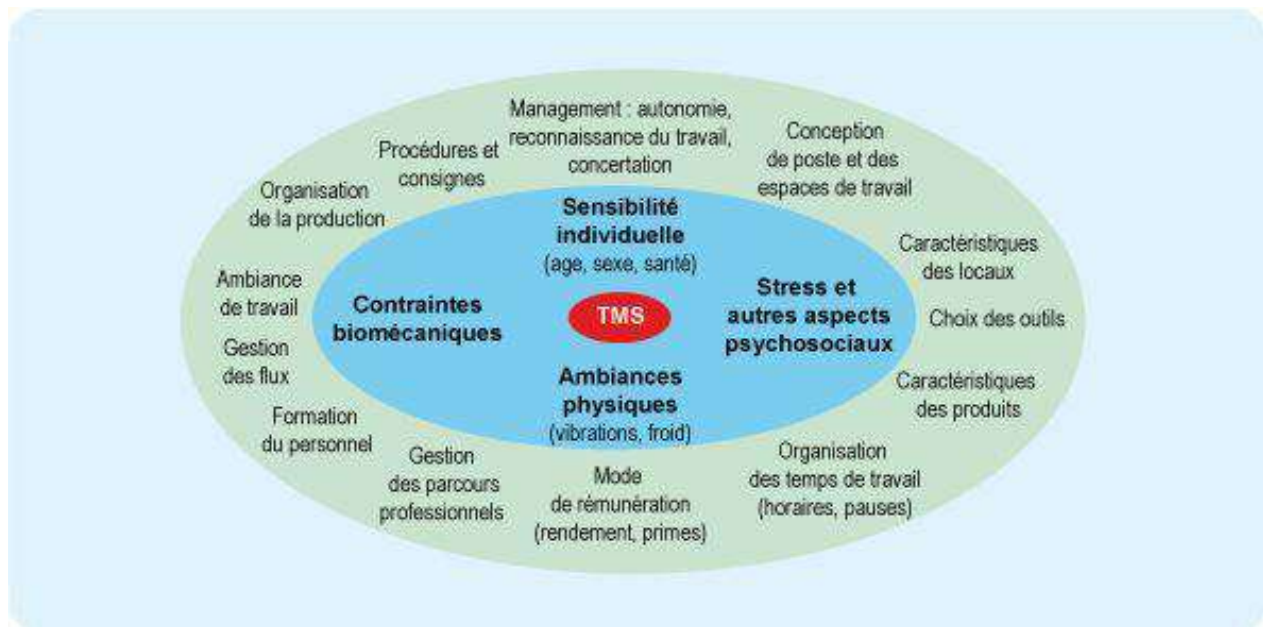 Management : autonomie,
reconnaissance du travail,
concertation
Conception
de poste et des
espaces de travail
Procédures et
consignes
Organisation
de la production
Sensibilité
individuelle
(age, sexe, santé)
Caractéristiques
des locaux
Ambiance
de travail
Contraintes
biomécaniques
TMS
Stress et
autres aspects
psychosociaux
Choix des outils
Gestion
des flux
Ambiances
physiques
(vibrations, froid)
Caractéristiques
des produits
Formation
du personnel
Gestion
des parcours
professionnels
Mode
de rémunération
(rendement, primes)
Organisation
des temps de travail
(horaires, pauses)